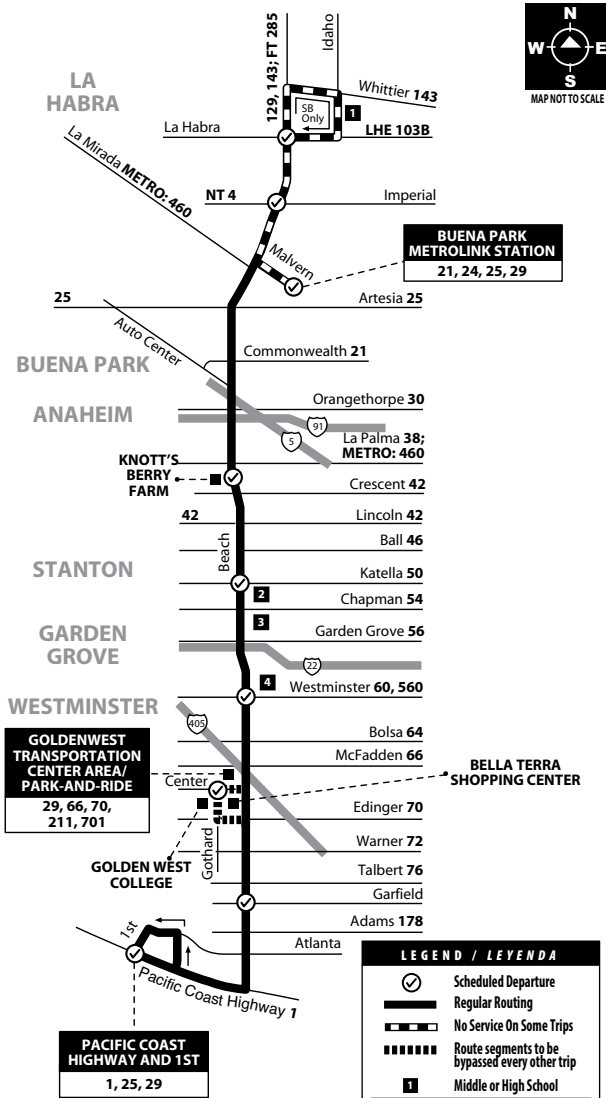 N
W E
S
MAP NOT TO SCALE
129, 143; FT 285
Idaho
LA
HABRA
Whittier 143
SB
Only
1
La Habra
LHE 103B
La Mirada METRO: 460
NT 4
Imperial
Malvern
BUENA PARK
METROLINK STATION
21, 24, 25, 29
25
Artesia 25
Auto Center
Commonwealth 21
BUENA PARK
Orangethorpe 30
ANAHEIM
91
5
La Palma 38;
METRO: 460
KNOTT'S
BERRY
FARM
Crescent 42
42
Lincoln 42
Beach
Ball 46
STANTON
Katella 50
2
Chapman 54
3
GARDEN
GROVE
Garden Grove 56
22
4
Westminster 60, 560
WESTMINSTER
405
Bolsa 64
GOLDENWEST
TRANSPORTATION
CENTER AREA/
PARK-AND-RIDE
29, 66, 70,
211, 701
McFadden 66
Center
BELLA TERRA
SHOPPING CENTER
Edinger 70
Gothard
Warner 72
GOLDEN WEST
COLLEGE
Talbert 76
Garfield
Adams 178
1st
Atlanta
Pacific Coast Highway 1
PACIFIC COAST
HIGHWAY AND 1ST
1, 25, 29
LEGEND / LEYENDA
Scheduled Departure
Regular Routing
No Service On Some Trips
Route segments to be
bypassed every other trip
1 Middle or High School